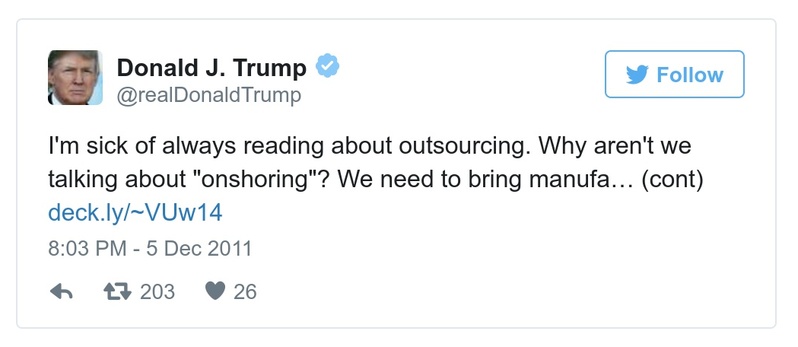 Donald J. Trump
@realDonaldTrump
Follow
I'm sick of always reading about outsourcing. Why aren't we
talking about "onshoring"? We need to bring manufa… (cont)
deck.ly/~VUw14
8:03 PM - 5 Dec 2011
203 26